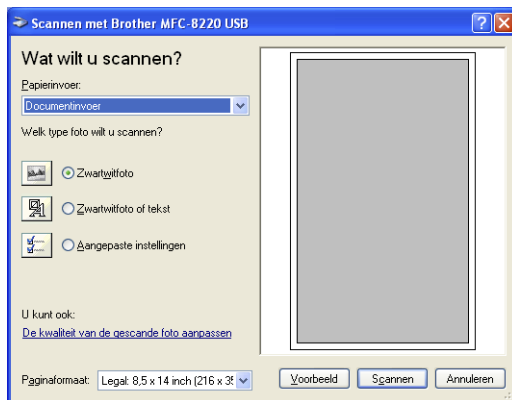 Scannen met Brother MFC-8220 USB
Wat wilt u scannen?
Papierinvoer:
Documentinvoer
Welk type foto wilt u scannen?
Zwartwitfoto
Zwartwitfoto of tekst
Aangepaste instellingen
U kunt ook:
De kwaliteit van de gescande foto aanpassen
Paginaformaat:
Legal: 8,5 x 14 inch (216 x 35
Voorbeeld
Scannen
Annuleren